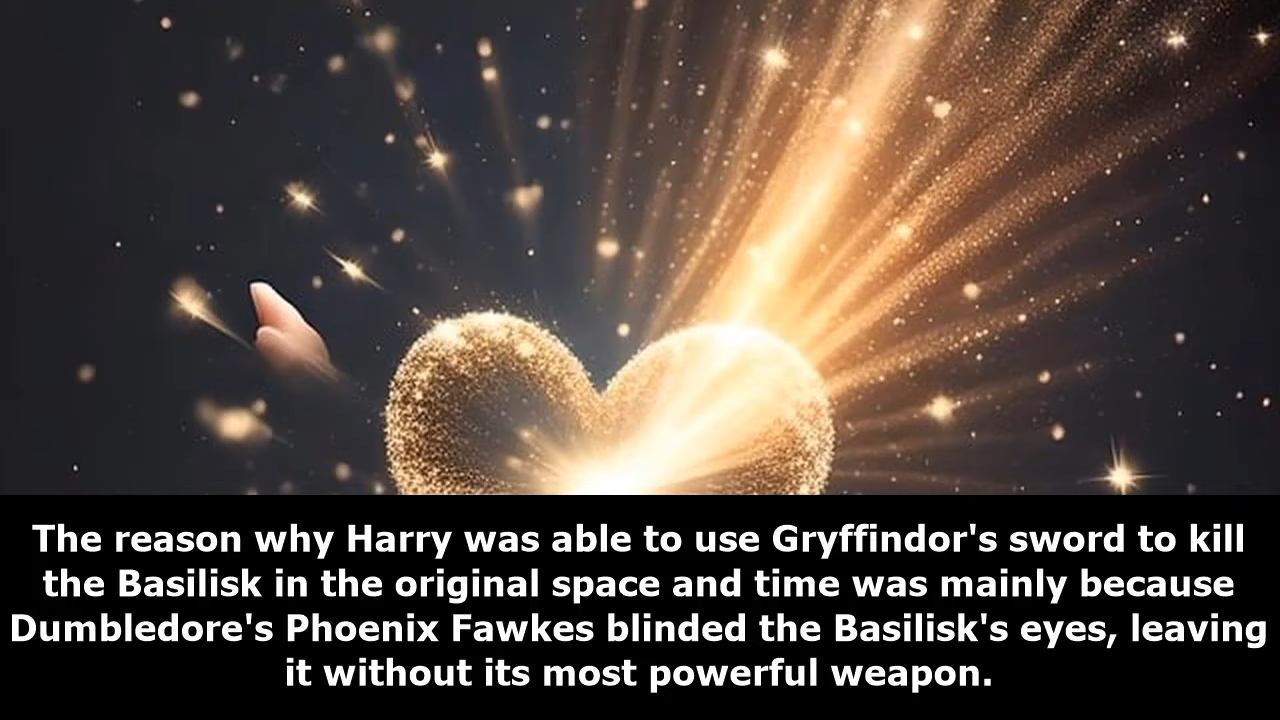 The reason why Harry was able to use Gryffindor's sword to kill
the Basilisk in the original space and time was mainly because
Dumbledore's Phoenix Fawkes blinded the Basilisk's eyes, leaving
it without its most powerful weapon.